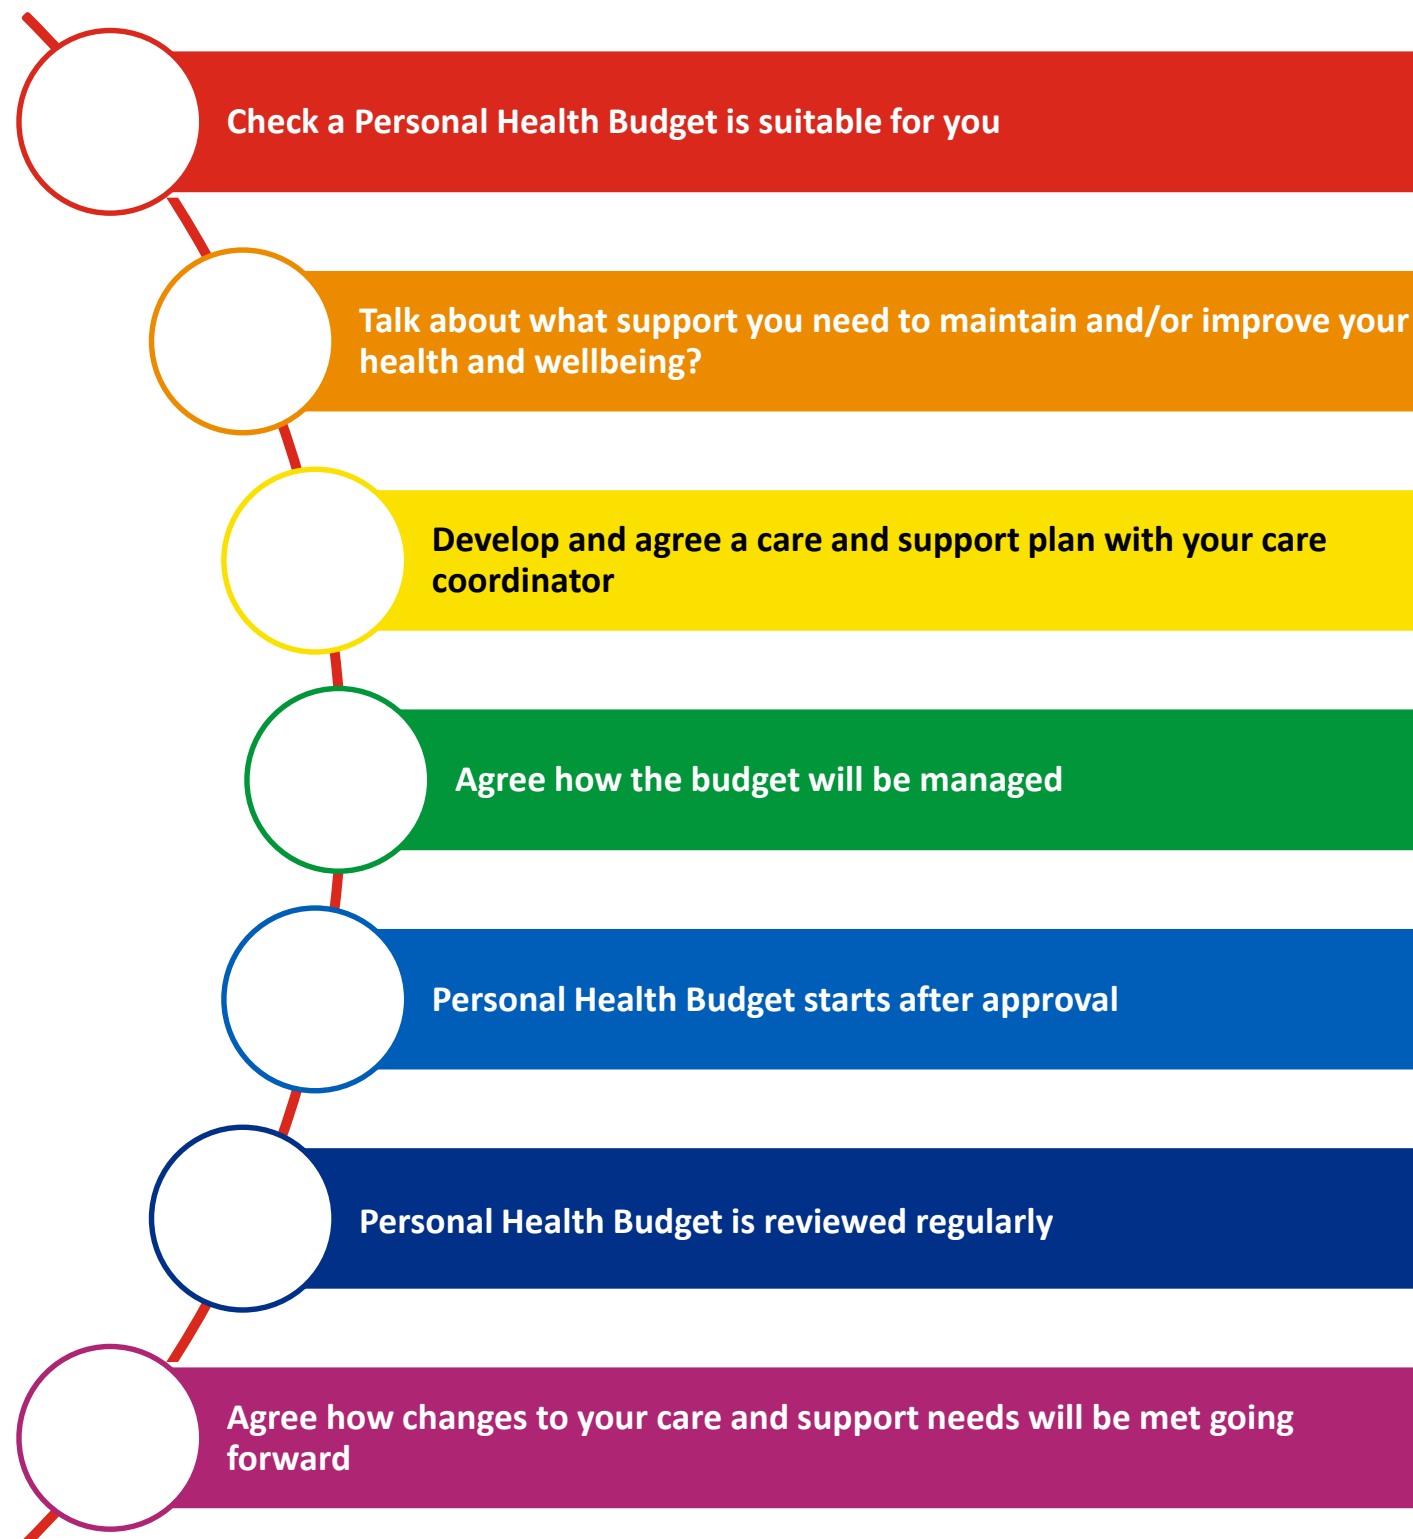 Check a Personal Health Budget is suitable for you
Talk about what support you need to maintain and/or improve your
health and wellbeing?
Develop and agree a care and support plan with your care
coordinator
Agree how the budget will be managed
Personal Health Budget starts after approval
Personal Health Budget is reviewed regularly
Agree how changes to your care and support needs will be met going
forward